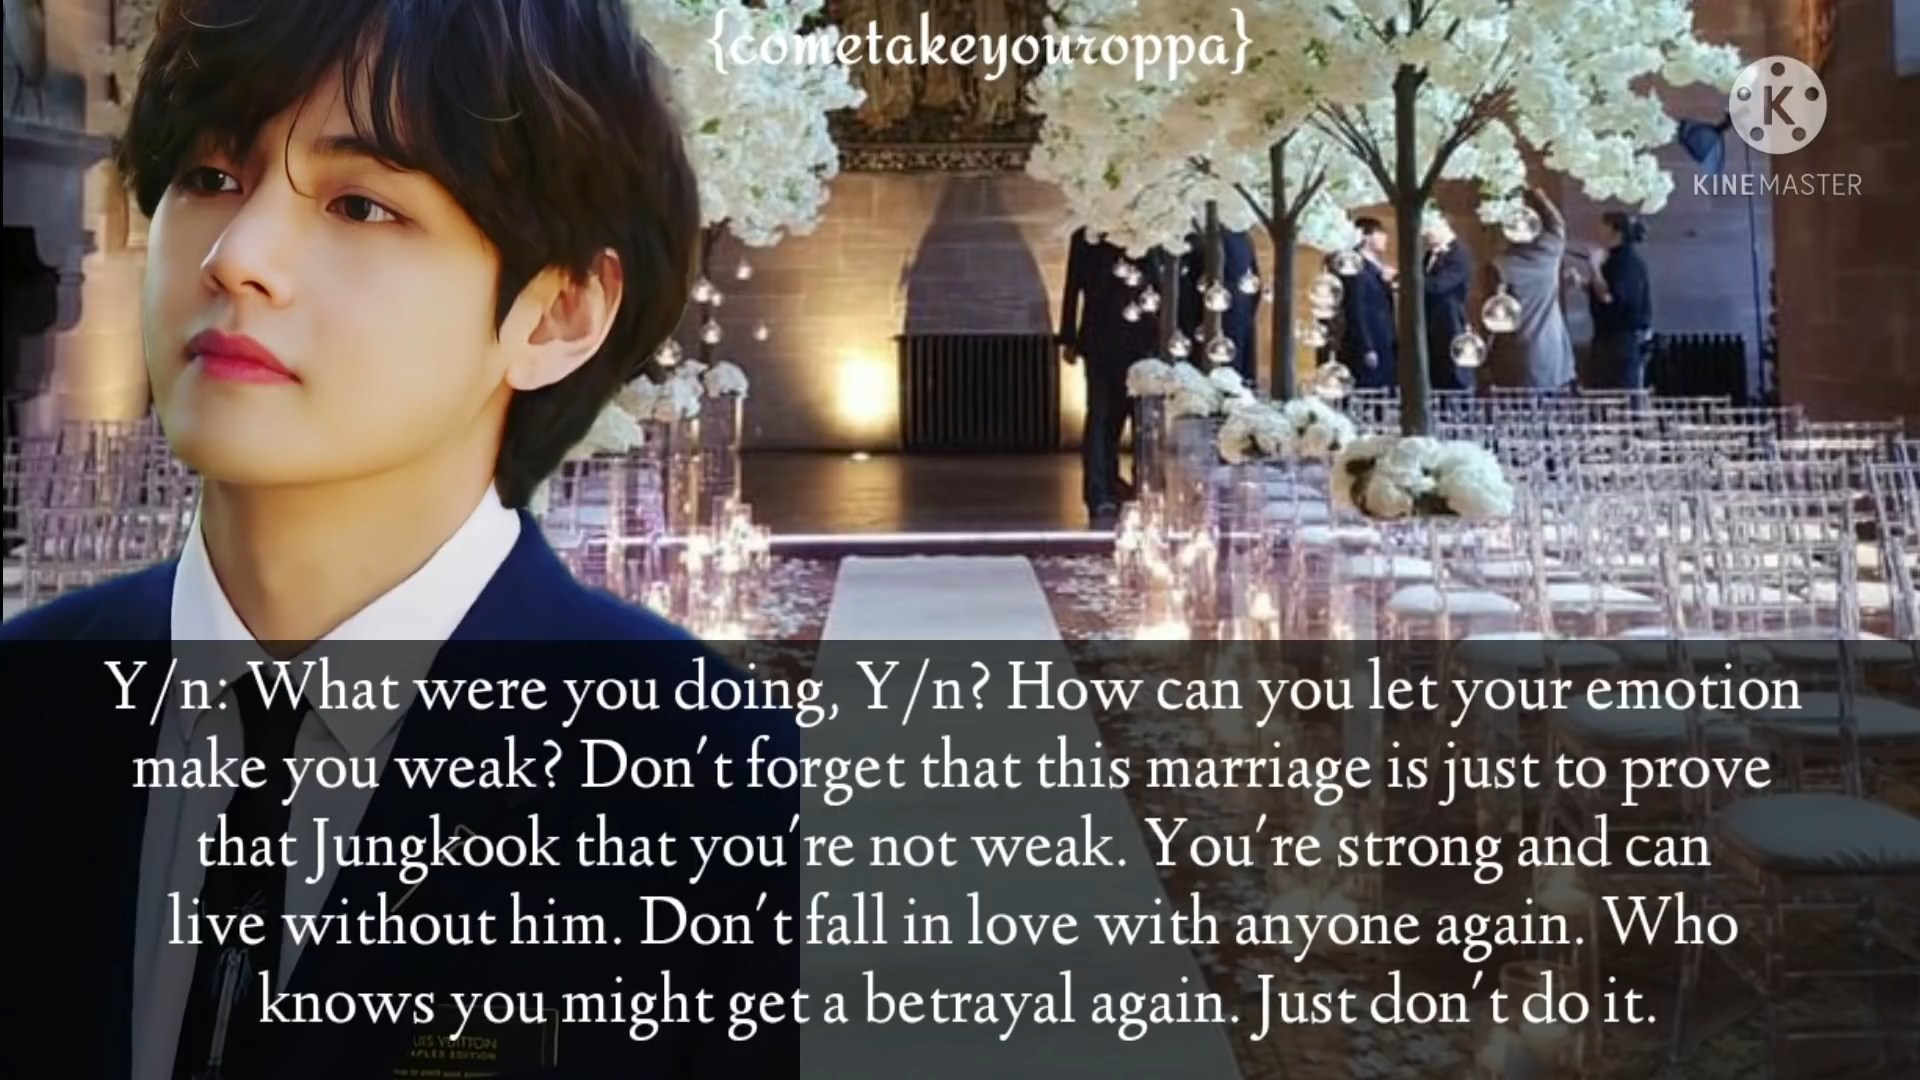 {cometakeyouroppa}
K
KINEMASTER
Y/n: What were you doing, Y/n? How can you let your emotion
make you weak? Don't forget that this marriage is just to prove
that Jungkook that you're not weak. You're strong and can
live without him. Don't fall in love with anyone again. Who
knows you might get a betrayal again. Just don't do it.
UIS VUITTON